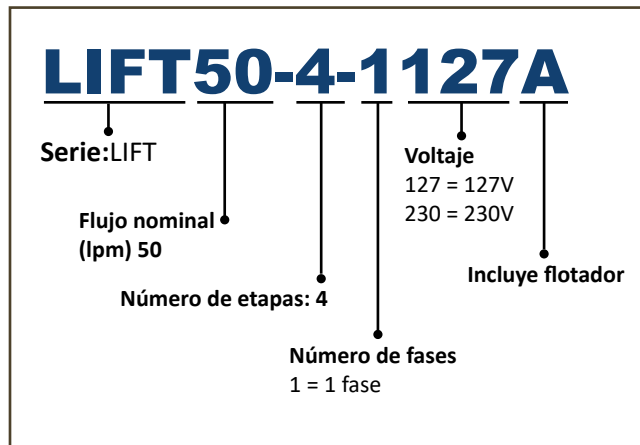 LIFT50-4-1127A
Serie:LIFT
Voltaje
127 = 127V
230 = 230V
Flujo nominal
(lpm) 50
Incluye flotador
Número de etapas: 4
Número de fases
1 = 1 fase